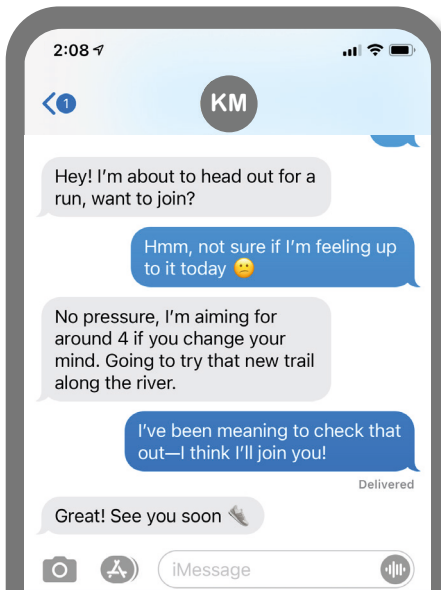 2:08
1
KM
Hey! I’m about to head out for a
run, want to join?
Hmm, not sure if I’m feeling up
to it today 😕
No pressure, I’m aiming for
around 4 if you change your
mind. Going to try that new trail
along the river.
I’ve been meaning to check that
out—I think I’ll join you!
Delivered
Great! See you soon 👟
iMessage